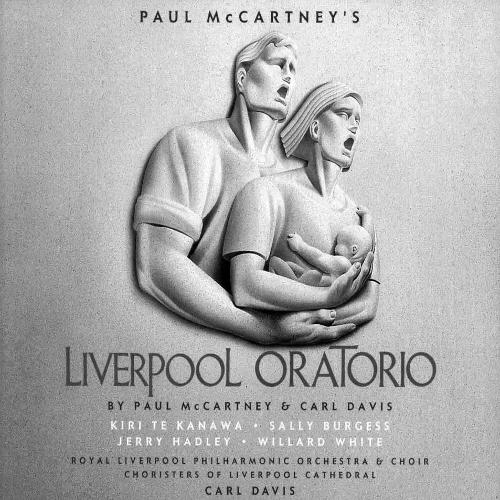 PAUL McCARTNEY'S
LIVERPOOL ORATORIO
BY PAUL McCARTNEY & CARL DAVIS
KIRI TE KANAWA • SALLY BURGESS
JERRY HADLEY • WILLARD WHITE
ROYAL LIVERPOOL PHILHARMONIC ORCHESTRA & CHOIR
CHORISTERS OF LIVERPOOL CATHEDRAL
CARL DAVIS